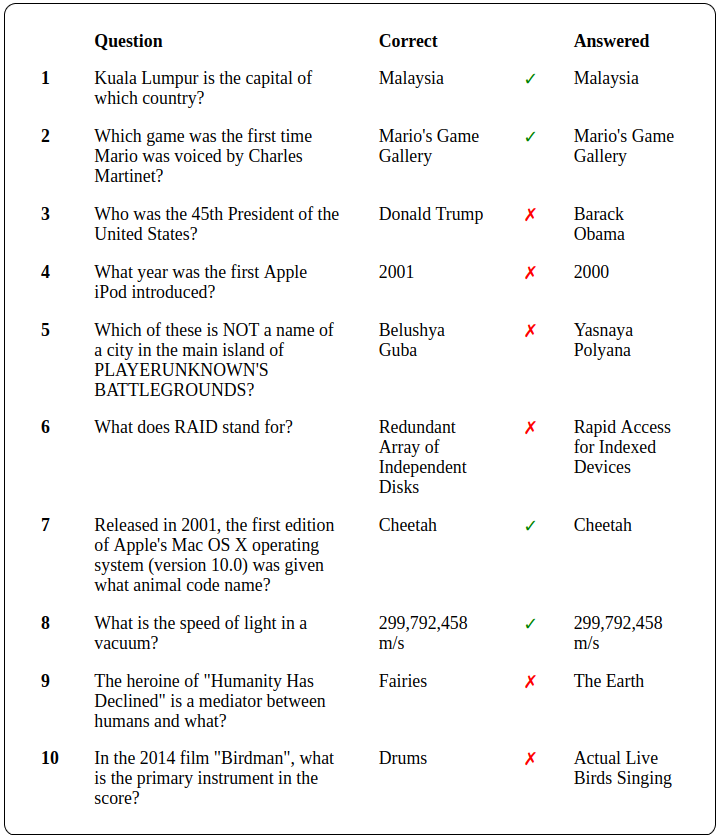 Question Correct Answered
1 Kuala Lumpur is the capital of Malaysia ✓ Malaysia
which country?
2 Which game was the first time Mario's Game ✓ Mario's Game
Mario was voiced by Charles Gallery Gallery
Martinet?
3 Who was the 45th President of the Donald Trump ✗ Barack
United States? Obama
4 What year was the first Apple 2001 ✗ 2000
iPod introduced?
5 Which of these is NOT a name of Belushya ✗ Yasnaya
a city in the main island of Guba Polyana
PLAYERUNKNOWN'S
BATTLEGROUNDS?
6 What does RAID stand for? Redundant ✗ Rapid Access
Array of for Indexed
Independent Devices
Disks
7 Released in 2001, the first edition Cheetah ✓ Cheetah
of Apple's Mac OS X operating
system (version 10.0) was given
what animal code name?
8 What is the speed of light in a 299,792,458 ✓ 299,792,458
vacuum? m/s m/s
9 The heroine of "Humanity Has Fairies ✗ The Earth
Declined" is a mediator between
humans and what?
10 In the 2014 film "Birdman", what Drums ✗ Actual Live
is the primary instrument in the Birds Singing
score?